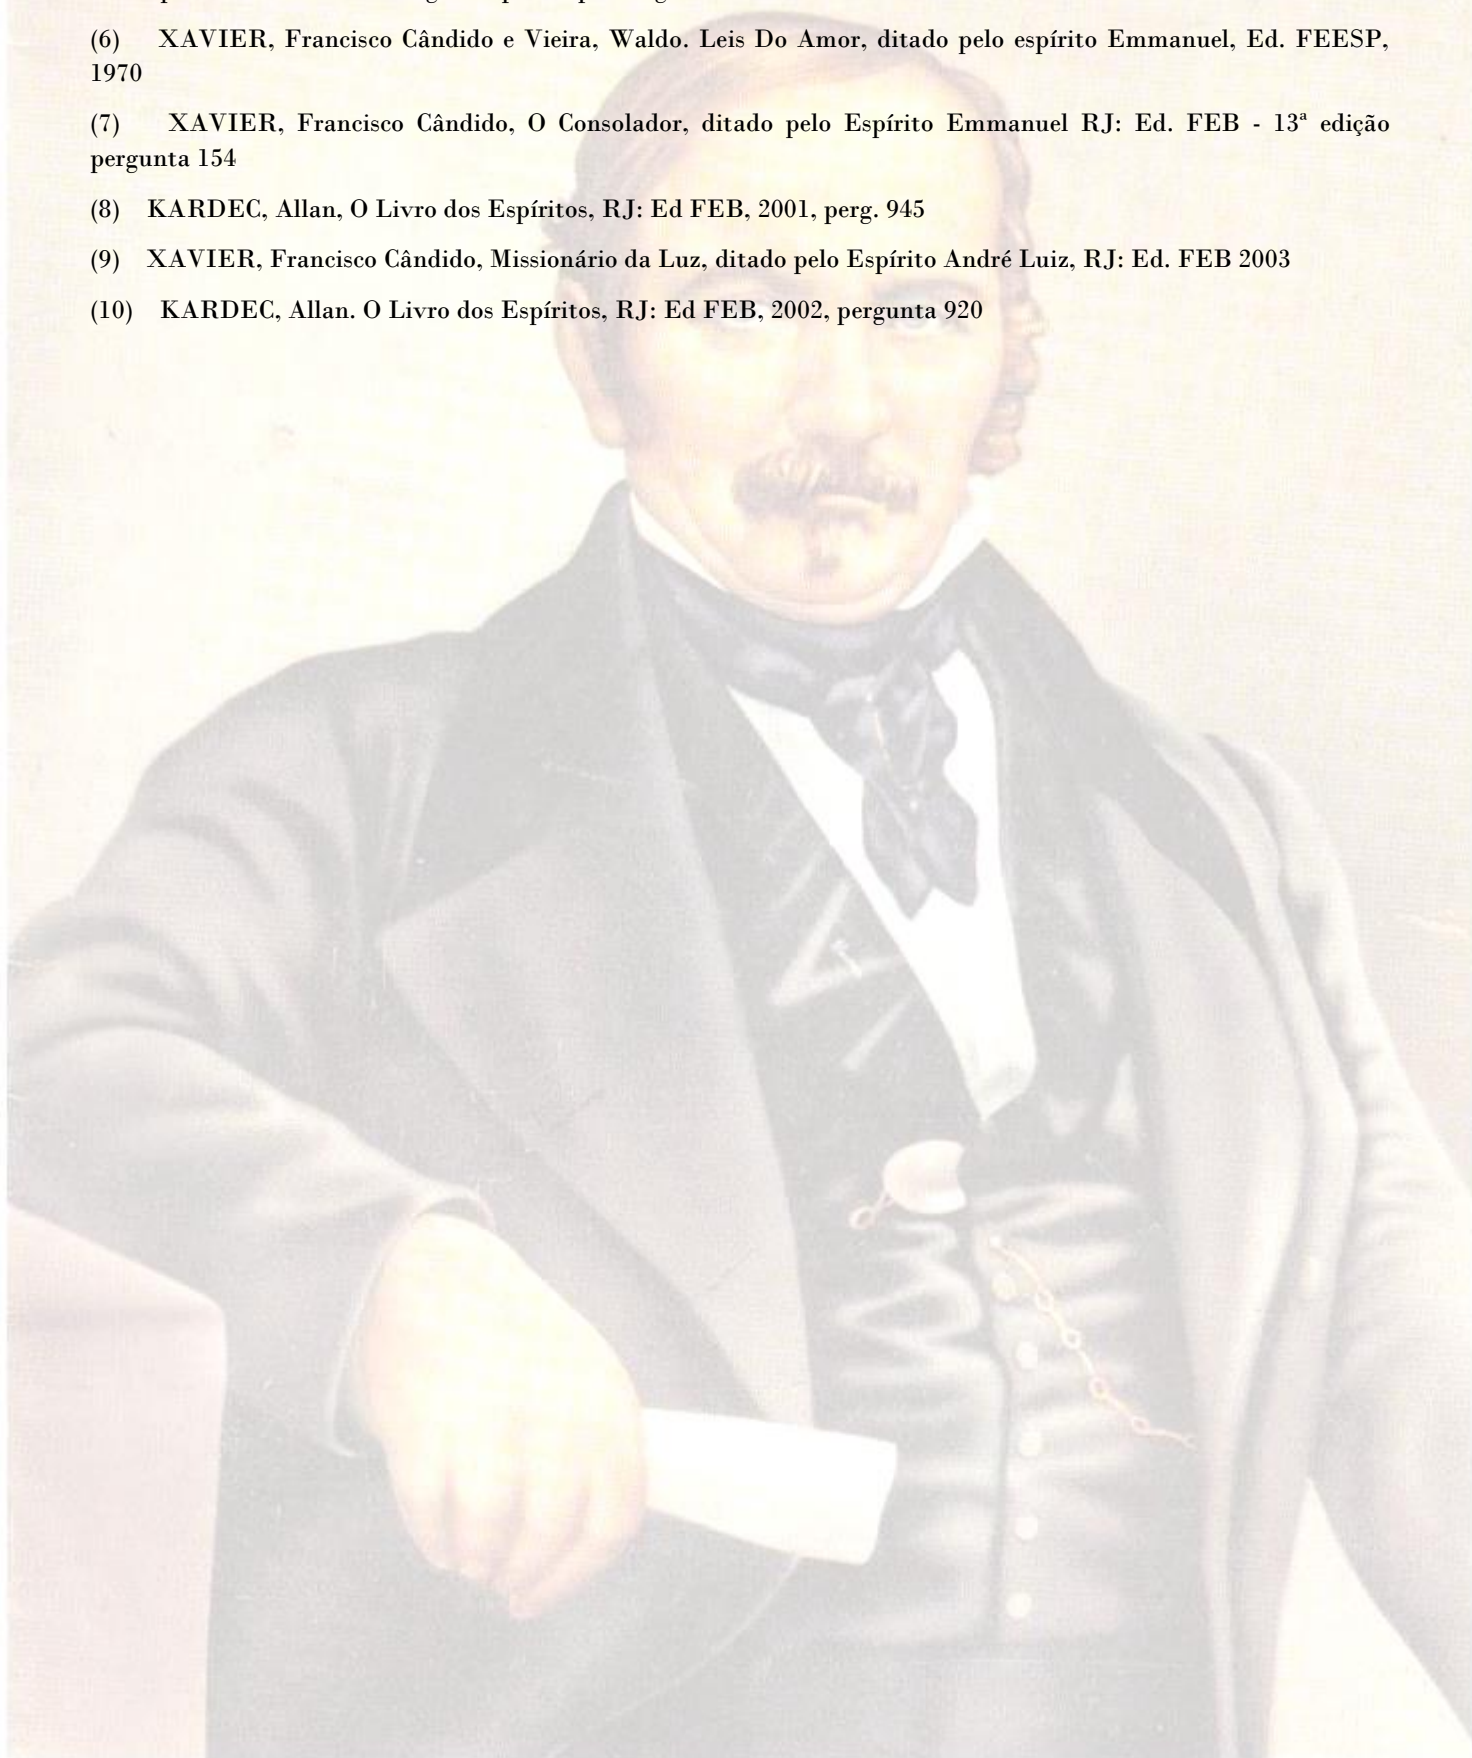 (6) XAVIER, Francisco Cândido e Vieira, Waldo. Leis Do Amor, ditado pelo espírito Emmanuel, Ed. FEESP,
1970
(7) XAVIER, Francisco Cândido, O Consolador, ditado pelo Espírito Emmanuel RJ: Ed. FEB - 13ª edição
pergunta 154
(8) KARDEC, Allan, O Livro dos Espíritos, RJ: Ed FEB, 2001, perg. 945
(9) XAVIER, Francisco Cândido, Missionário da Luz, ditado pelo Espírito André Luiz, RJ: Ed. FEB 2003
(10) KARDEC, Allan. O Livro dos Espíritos, RJ: Ed FEB, 2002, pergunta 920